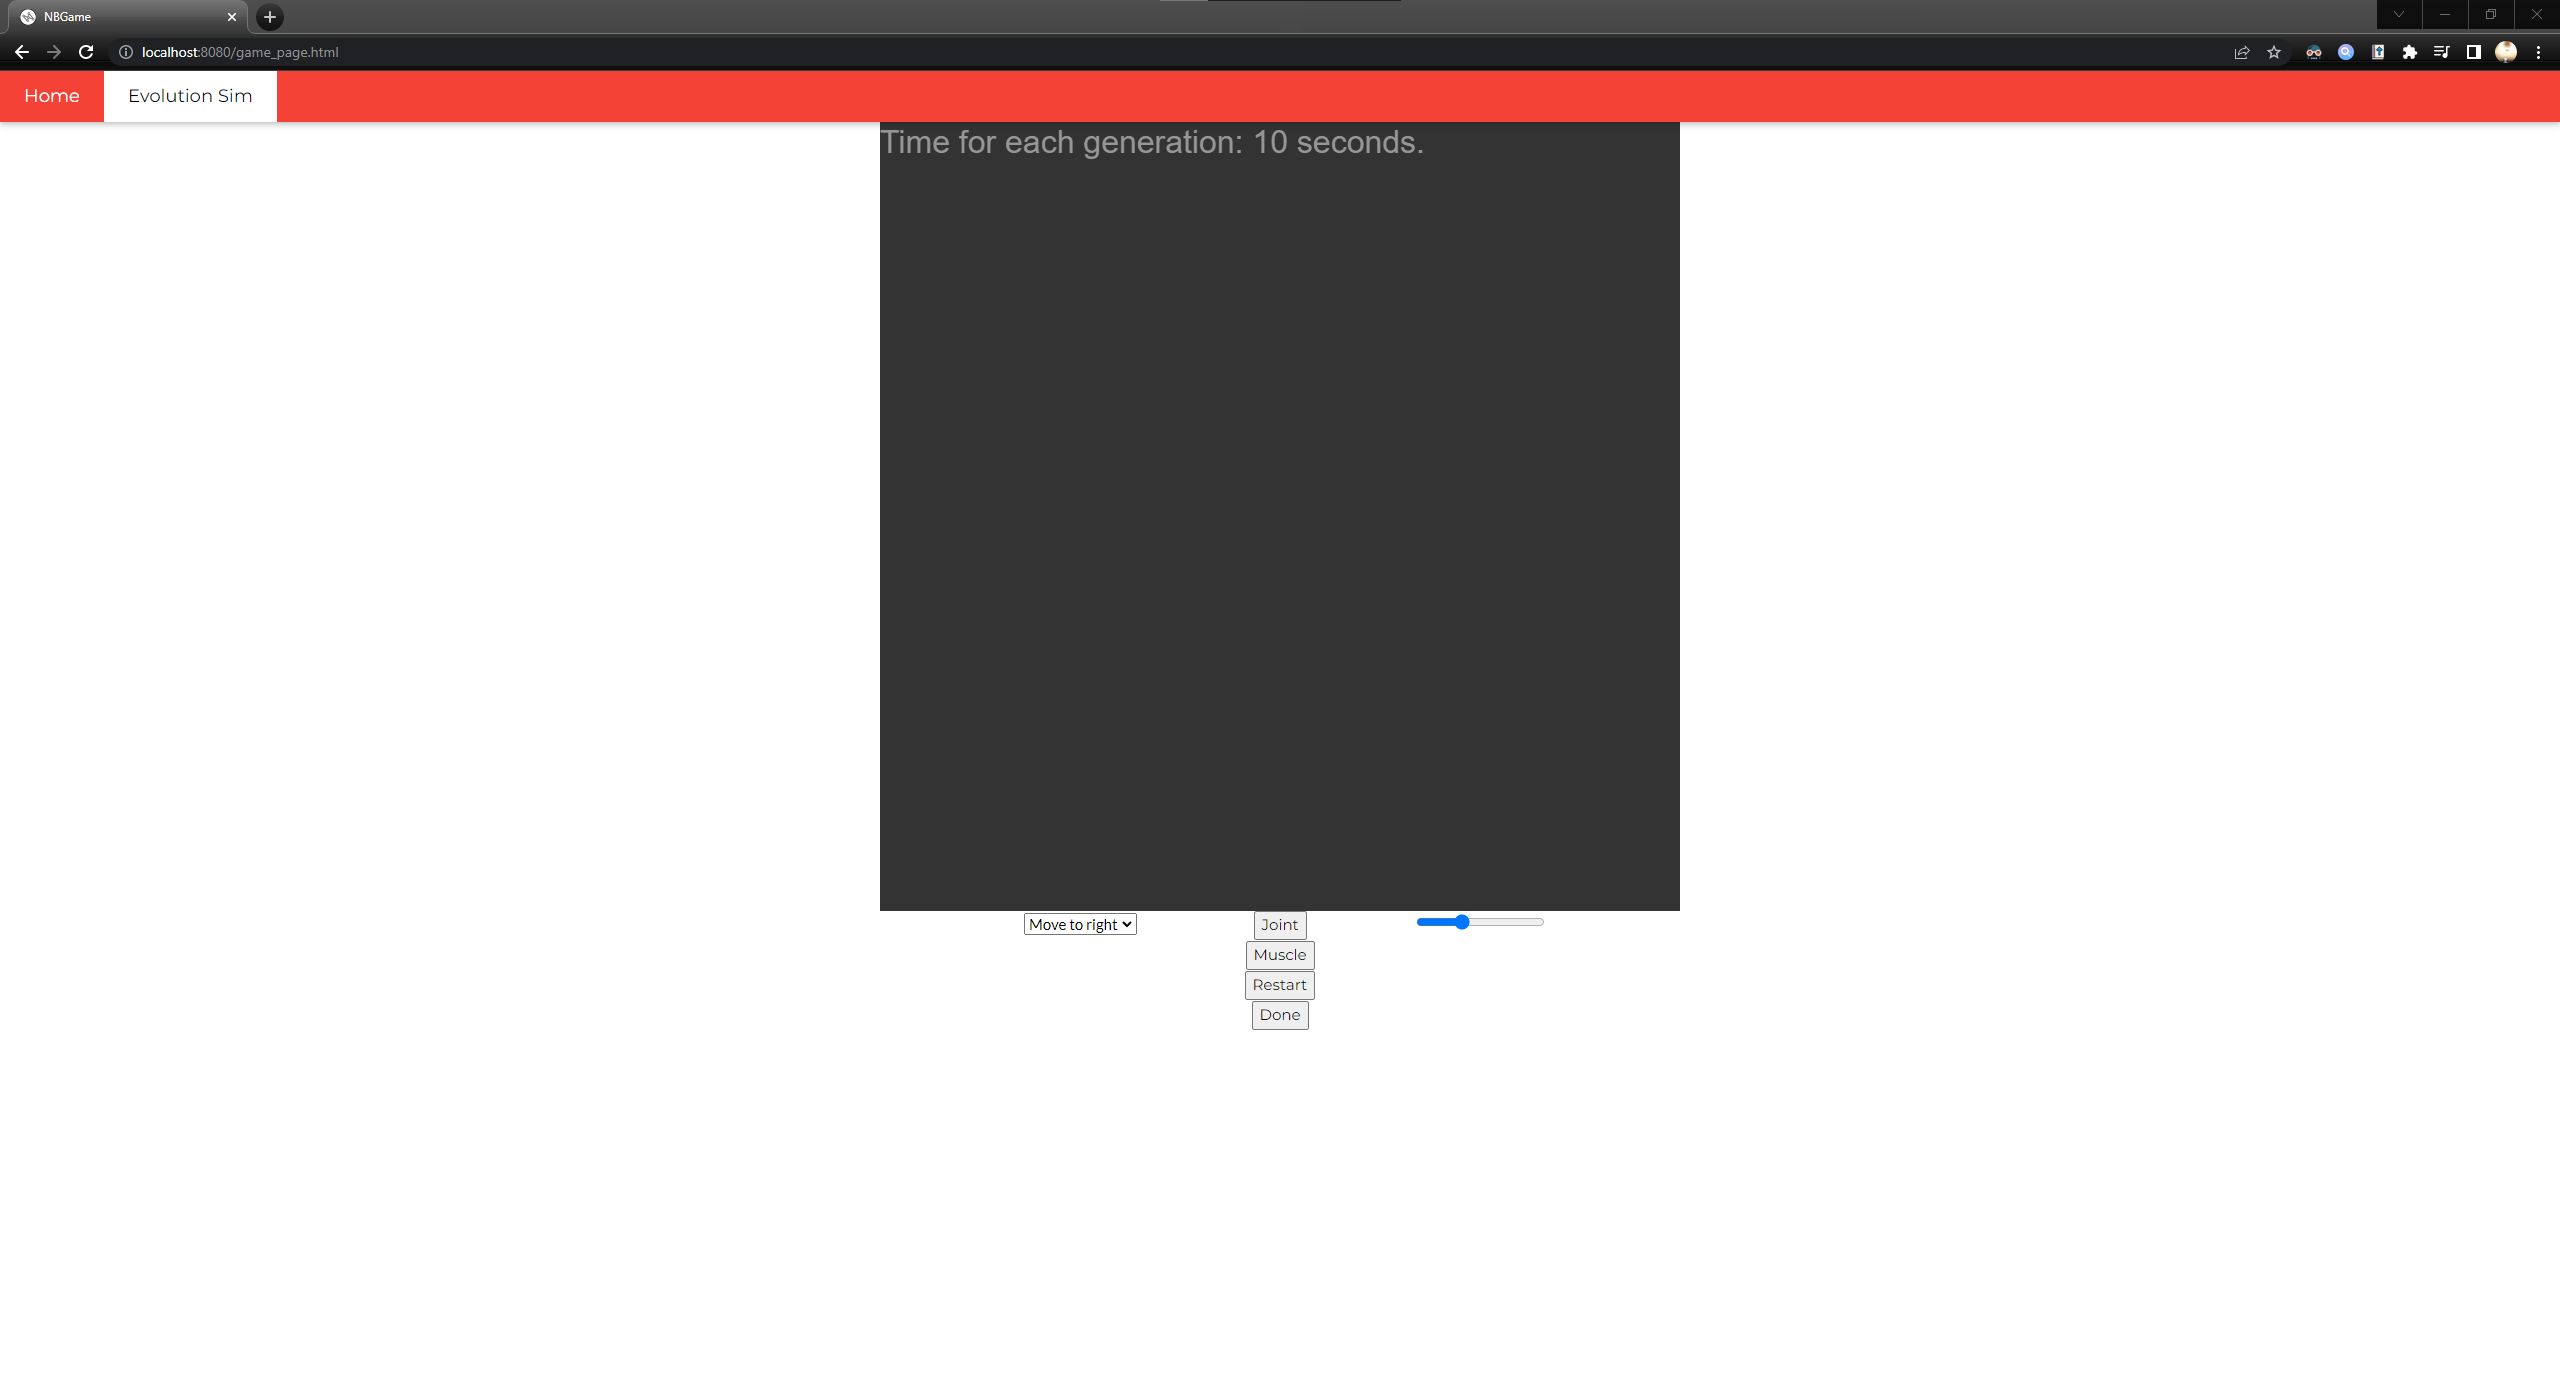 NBGame
localhost:8080/game_page.html
Home
Evolution Sim
Time for each generation: 10 seconds.
Move to right
Joint
Muscle
Restart
Done